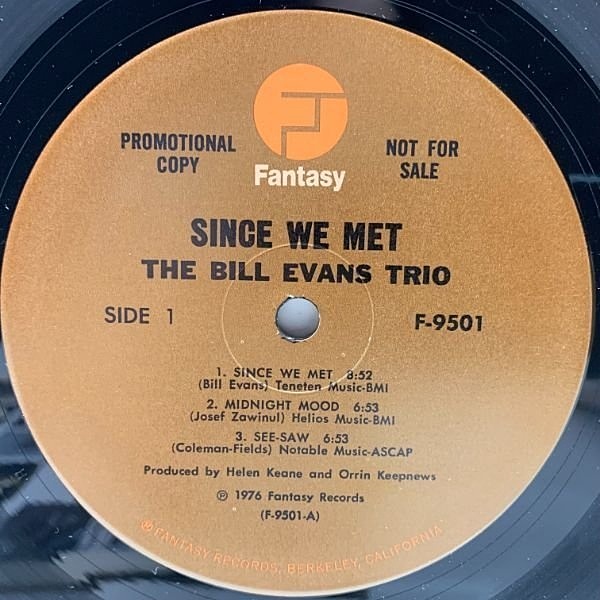 PROMOTIONAL COPY
NOT FOR SALE
Fantasy
SINCE WE MET
THE BILL EVANS TRIO
SIDE 1
F-9501
1. SINCE WE MET 8:52
(Bill Evans) Teneten Music-BMI
2. MIDNIGHT MOOD 6:53
(Josef Zawinul) Helios Music-BMI
3. SEE-SAW 6:53
(Coleman-Fields) Notable Music-ASCAP
Produced by Helen Keane and Orrin Keepnews
℗ 1976 Fantasy Records
(F-9501-A)
® FANTASY RECORDS, BERKELEY, CALIFORNIA